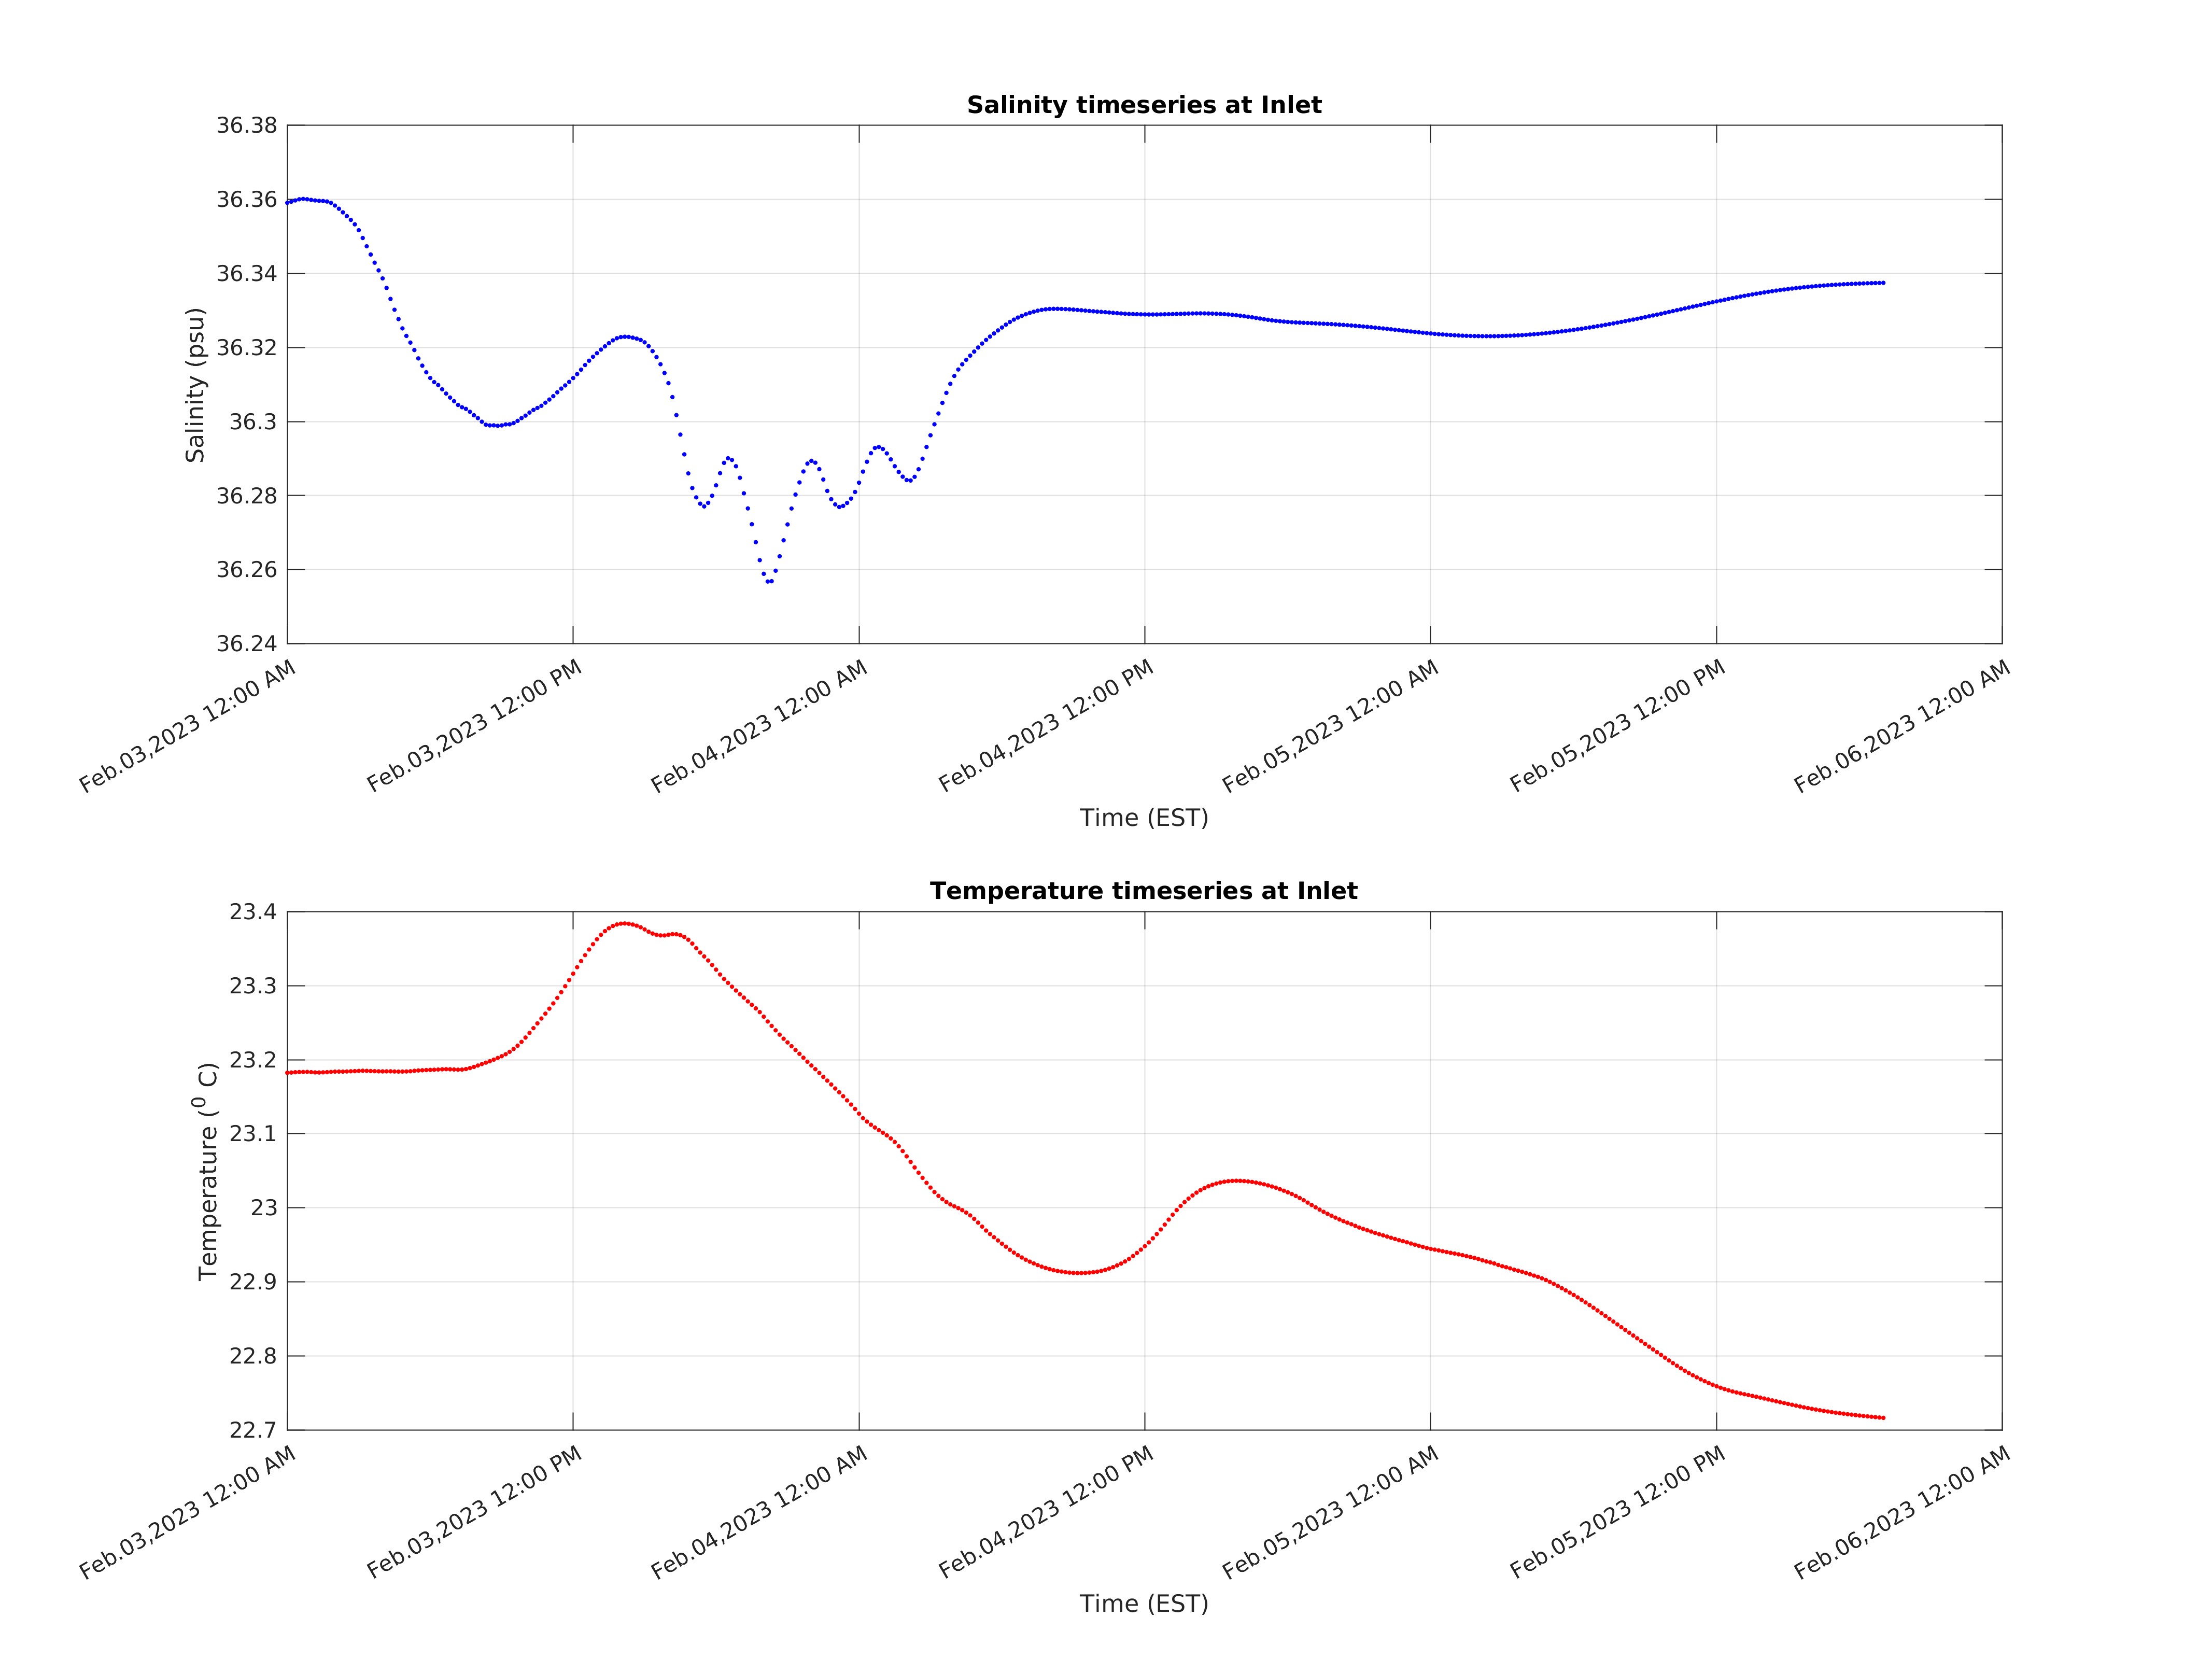 Salinity timeseries at Inlet
36.38
36.36
36.34
36.32
36.3
36.28
36.26
36.24
Salinity (psu)
Feb.03,2023 12:00 AM
Feb.03,2023 12:00 PM
Feb.04,2023 12:00 AM
Feb.04,2023 12:00 PM
Feb.05,2023 12:00 AM
Feb.05,2023 12:00 PM
Feb.06,2023 12:00 AM
Time (EST)
Temperature timeseries at Inlet
23.4
23.3
23.2
23.1
23
22.9
22.8
22.7
Temperature (⁰ C)
Feb.03,2023 12:00 AM
Feb.03,2023 12:00 PM
Feb.04,2023 12:00 AM
Feb.04,2023 12:00 PM
Feb.05,2023 12:00 AM
Feb.05,2023 12:00 PM
Feb.06,2023 12:00 AM
Time (EST)